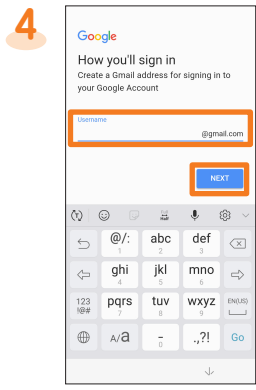 4
Google
How you'll sign in
Create a Gmail address for signing in to
your Google Account
Username
@gmail.com
NEXT
@/: abc def
1 2 3
ghi jkl mno
4 5 6
123 pqrs tuv wxyz EN(US)
!@# 7 8 9
A/a - .,?! Go
0